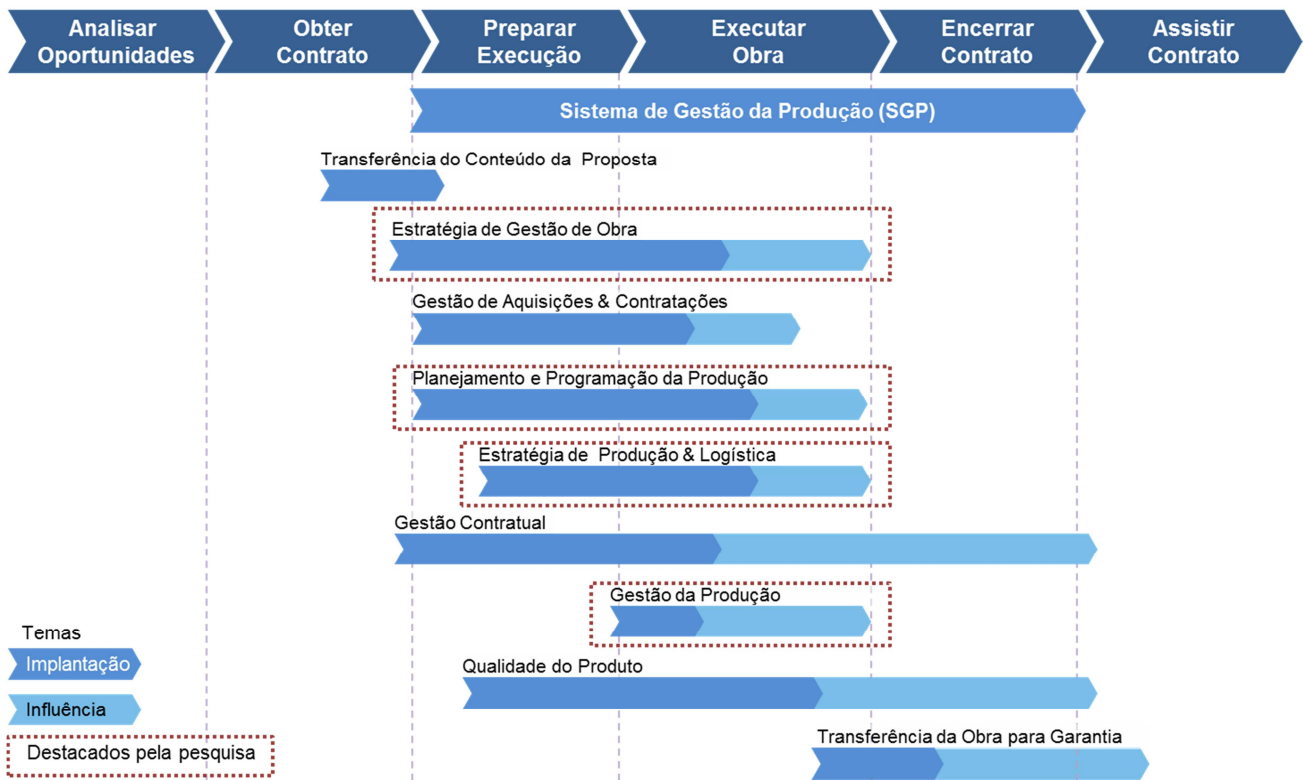 Analisar
Oportunidades
Obter
Contrato
Preparar
Execução
Executar
Obra
Encerrar
Contrato
Assistir
Contrato
Sistema de Gestão da Produção (SGP)
Transferência do Conteúdo da Proposta
Estratégia de Gestão de Obra
Gestão de Aquisições & Contratações
Planejamento e Programação da Produção
Estratégia de Produção & Logística
Gestão Contratual
Gestão da Produção
Temas
Implantação
Qualidade do Produto
Influência
Transferência da Obra para Garantia
Destacados pela pesquisa